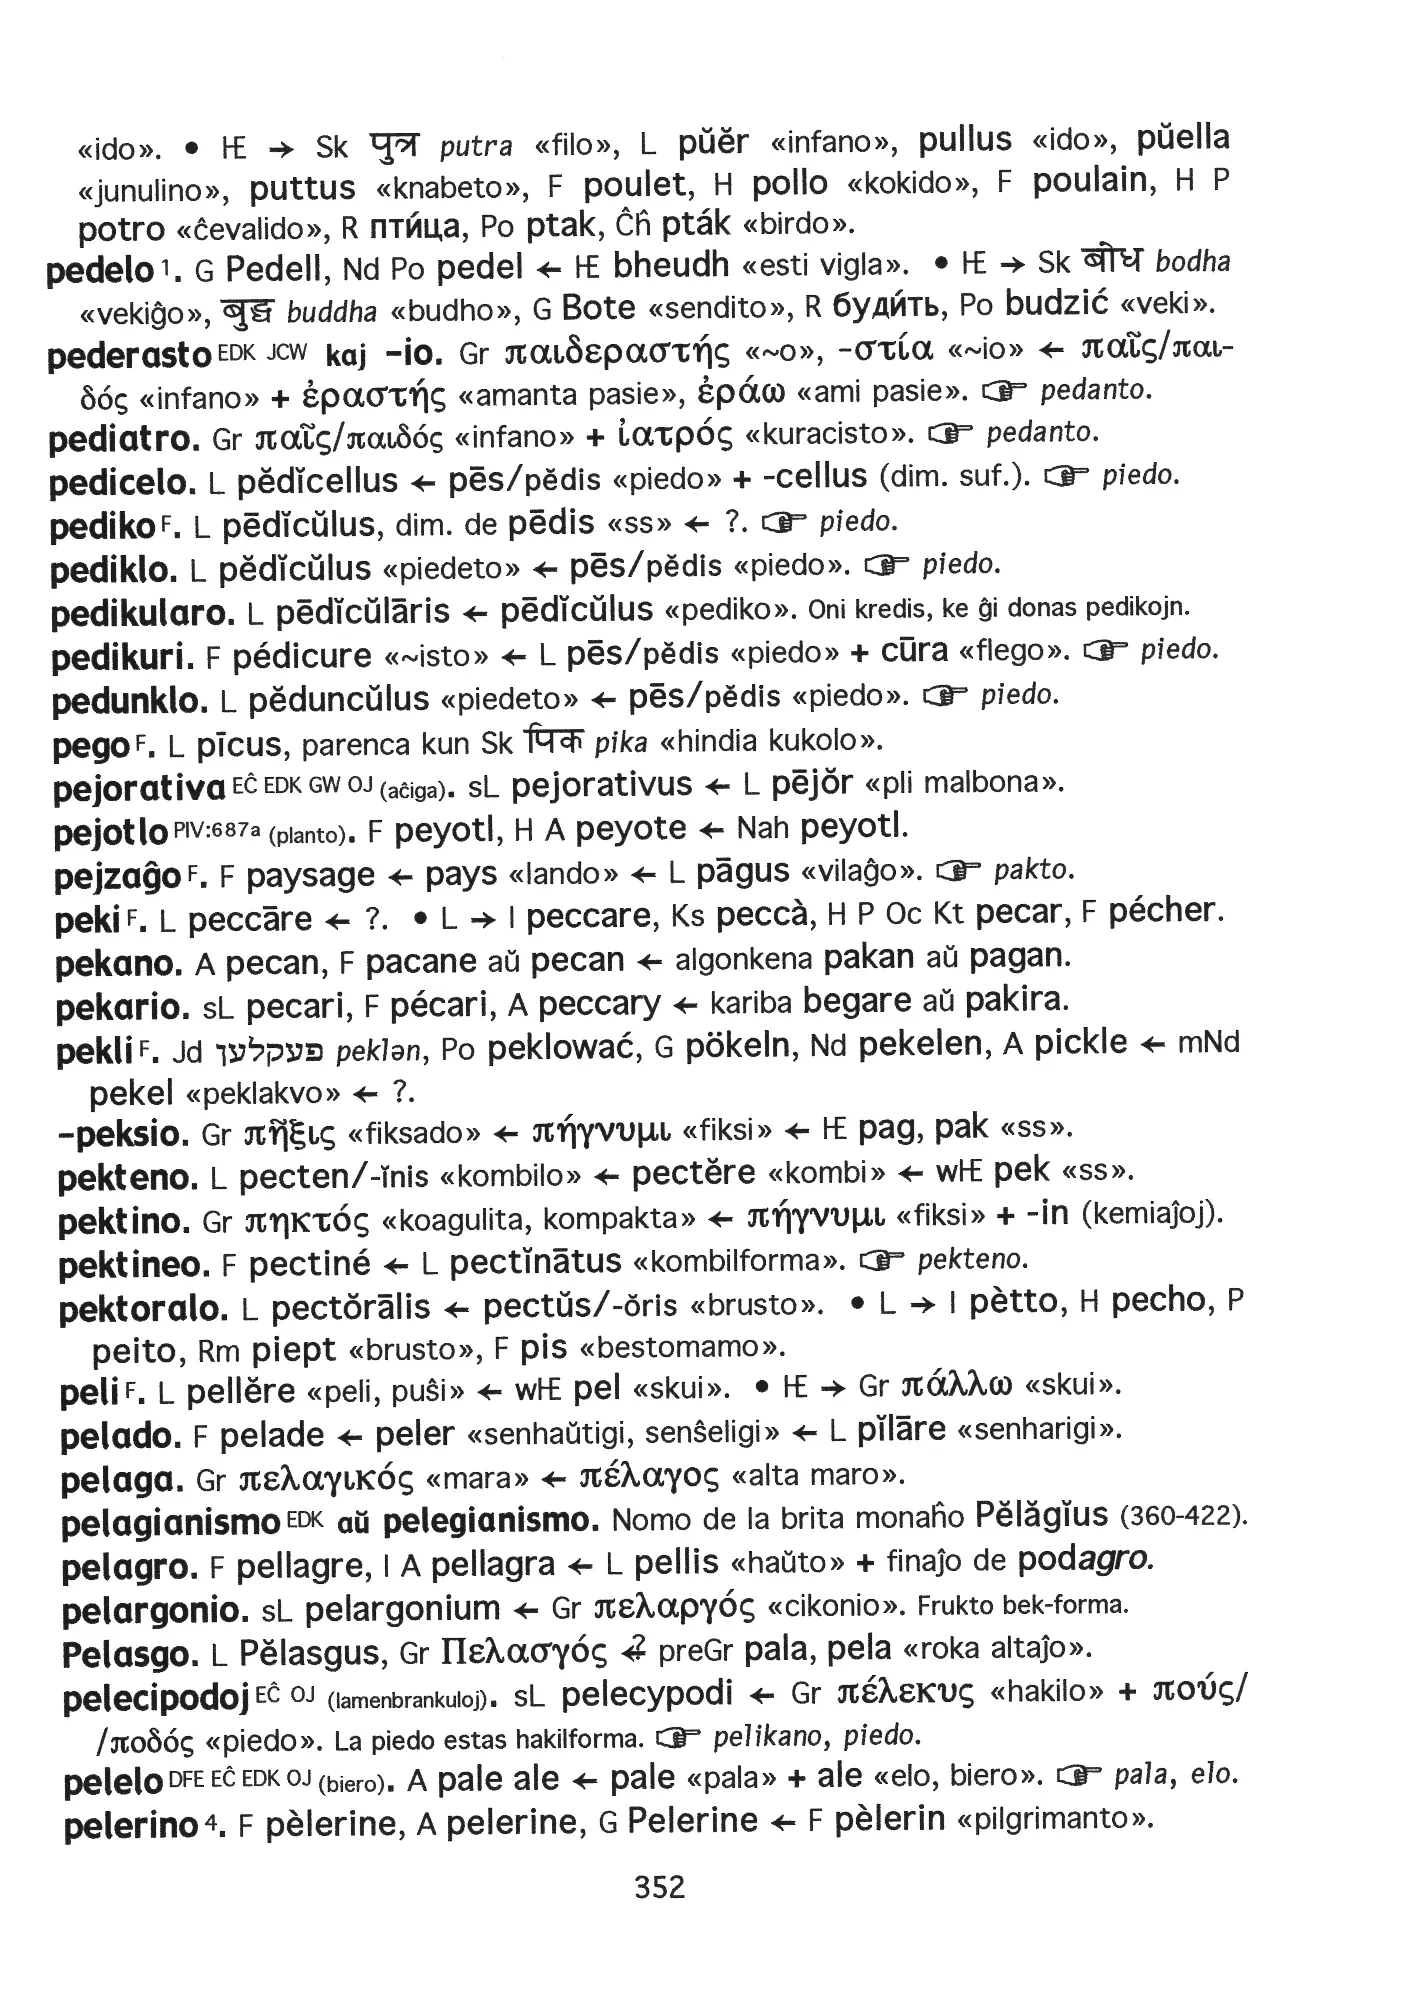 «ido». • IE → Sk पुत्र putra «filo», L pŭĕr «infano», pullus «ido», pŭella
«junulino», puttus «knabeto», F poulet, H pollo «kokido», F poulain, H P
potro «ĉevalido», R птйца, Po ptak, Ĉĥ pták «birdo».
pedelo 1. G Pedell, Nd Po pedel ← IE bheudh «esti vigla». • IE → Sk बोध bodha
«vekiĝo», बुद्ध buddha «budho», G Bote «sendito», R будйть, Po budzić «veki».
pederasto EDK JCW kaj -io. Gr παιδεραστής «~o», -στία «~io» ← παῖς/παι-
δός «infano» + ἐραστής «amanta pasie», ἐράω «ami pasie». ☞ pedanto.
pediatro. Gr παῖς/παιδός «infano» + ἰατρός «kuracisto». ☞ pedanto.
pedicelo. L pĕdĭcellus ← pēs/pĕdis «piedo» + -cellus (dim. suf.). ☞ piedo.
pediko F. L pēdĭcŭlus, dim. de pēdis «ss» ← ?. ☞ piedo.
pediklo. L pĕdĭcŭlus «piedeto» ← pēs/pĕdis «piedo». ☞ piedo.
pedikularo. L pēdĭcŭlāris ← pēdĭcŭlus «pediko». Oni kredis, ke ĝi donas pedikojn.
pedikuri. F pédicure «~isto» ← L pēs/pĕdis «piedo» + cūra «flego». ☞ piedo.
pedunklo. L pĕduncŭlus «piedeto» ← pēs/pĕdis «piedo». ☞ piedo.
pego F. L pīcus, parenca kun Sk पिक pika «hindia kukolo».
pejorativa EĈ EDK GW OJ (aĉiga). sL pejorativus ← L pējŏr «pli malbona».
pejotlo PIV:687a (planto). F peyotl, H A peyote ← Nah peyotl.
pejzaĝo F. F paysage ← pays «lando» ← L pāgus «vilaĝo». ☞ pakto.
peki F. L peccāre ← ?. • L → I peccare, Ks peccà, H P Oc Kt pecar, F pécher.
pekano. A pecan, F pacane aŭ pecan ← algonkena pakan aŭ pagan.
pekario. sL pecari, F pécari, A peccary ← kariba begare aŭ pakira.
pekli F. Jd פּעקלען peklən, Po peklować, G pökeln, Nd pekelen, A pickle ← mNd
pekel «peklakvo» ← ?.
-peksio. Gr πῆξις «fiksado» ← πήγνυμι «fiksi» ← IE pag, pak «ss».
pekteno. L pecten/-ĭnis «kombilo» ← pectĕre «kombi» ← wIE pek «ss».
pektino. Gr πηκτός «koagulita, kompakta» ← πήγνυμι «fiksi» + -in (kemiaĵoj).
pektineo. F pectiné ← L pectĭnātus «kombilforma». ☞ pekteno.
pektoralo. L pectŏrālis ← pectŭs/-ŏris «brusto». • L → I pètto, H pecho, P
peito, Rm piept «brusto», F pis «bestomamo».
peli F. L pellĕre «peli, puŝi» ← wIE pel «skui». • IE → Gr πάλλω «skui».
pelado. F pelade ← peler «senhaŭtigi, senŝeligi» ← L pĭlāre «senharigi».
pelaga. Gr πελαγικός «mara» ← πέλαγος «alta maro».
pelagianismo EDK aŭ pelegianismo. Nomo de la brita monaĥo Pĕlăgĭus (360-422).
pelagro. F pellagre, I A pellagra ← L pellis «haŭto» + finaĵo de podagro.
pelargonio. sL pelargonium ← Gr πελαργός «cikonio». Frukto bek-forma.
Pelasgo. L Pĕlasgus, Gr Πελασγός ←? preGr pala, pela «roka altaĵo».
pelecipodoj EĈ OJ (lamenbrankuloj). sL pelecypodi ← Gr πέλεκυς «hakilo» + πούς/
/ποδός «piedo». La piedo estas hakilforma. ☞ pelikano, piedo.
pelelo DFE EĈ EDK OJ (biero). A pale ale ← pale «pala» + ale «elo, biero». ☞ pala, elo.
pelerino 4. F pèlerine, A pelerine, G Pelerine ← F pèlerin «pilgrimanto».
352